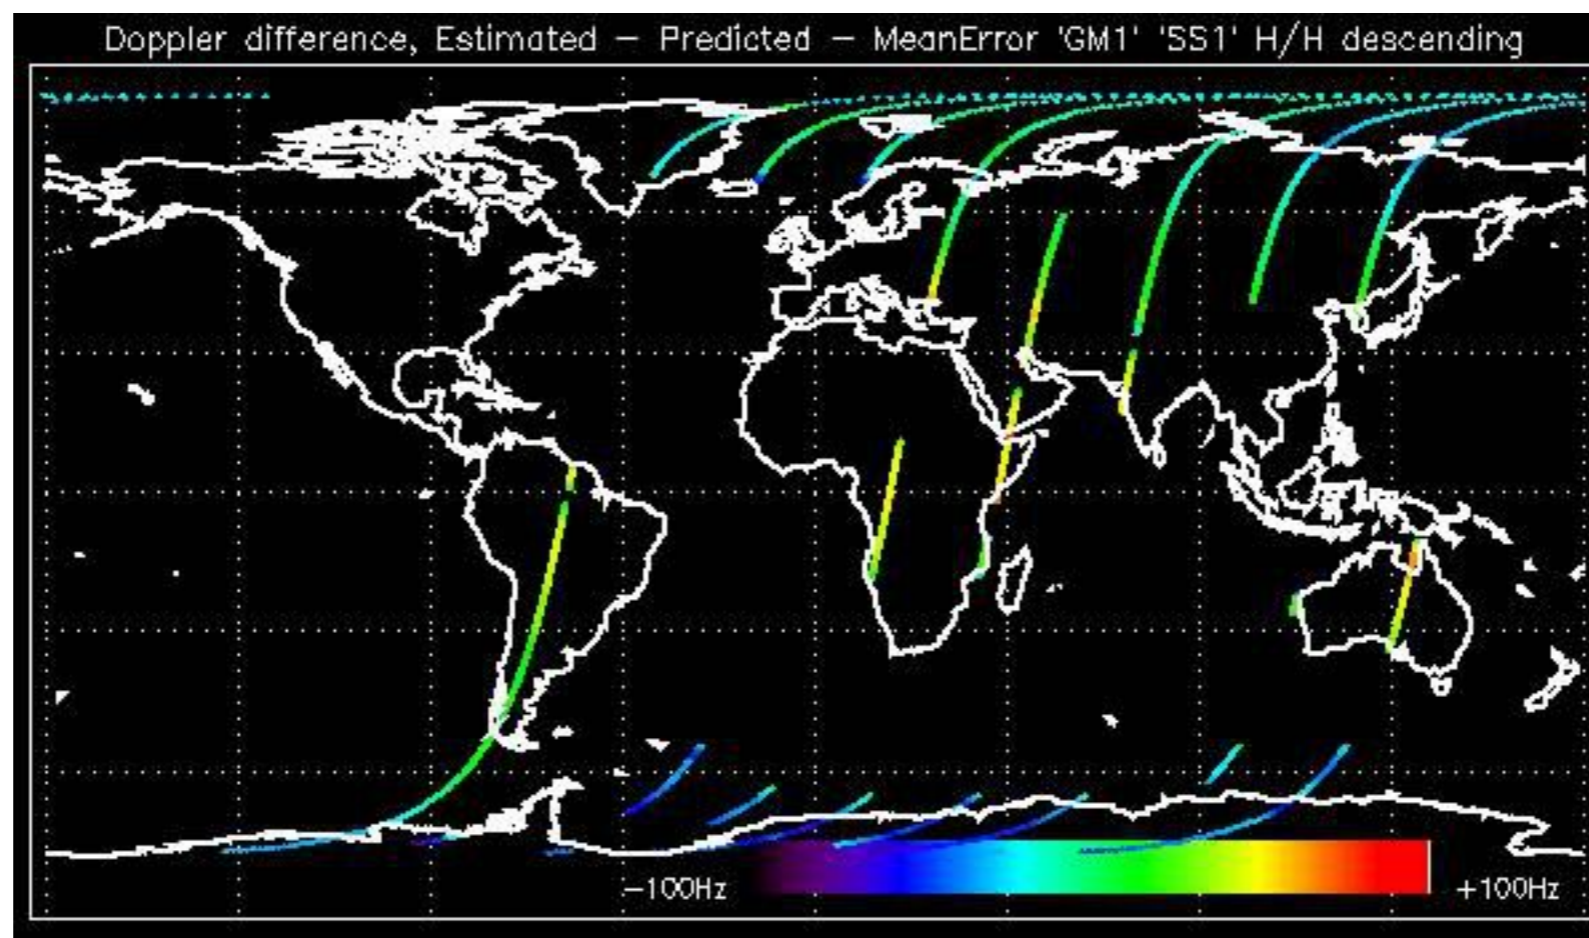 Doppler difference, Estimated – Predicted – MeanError 'GM1' 'SS1' H/H descending
–100Hz +100Hz